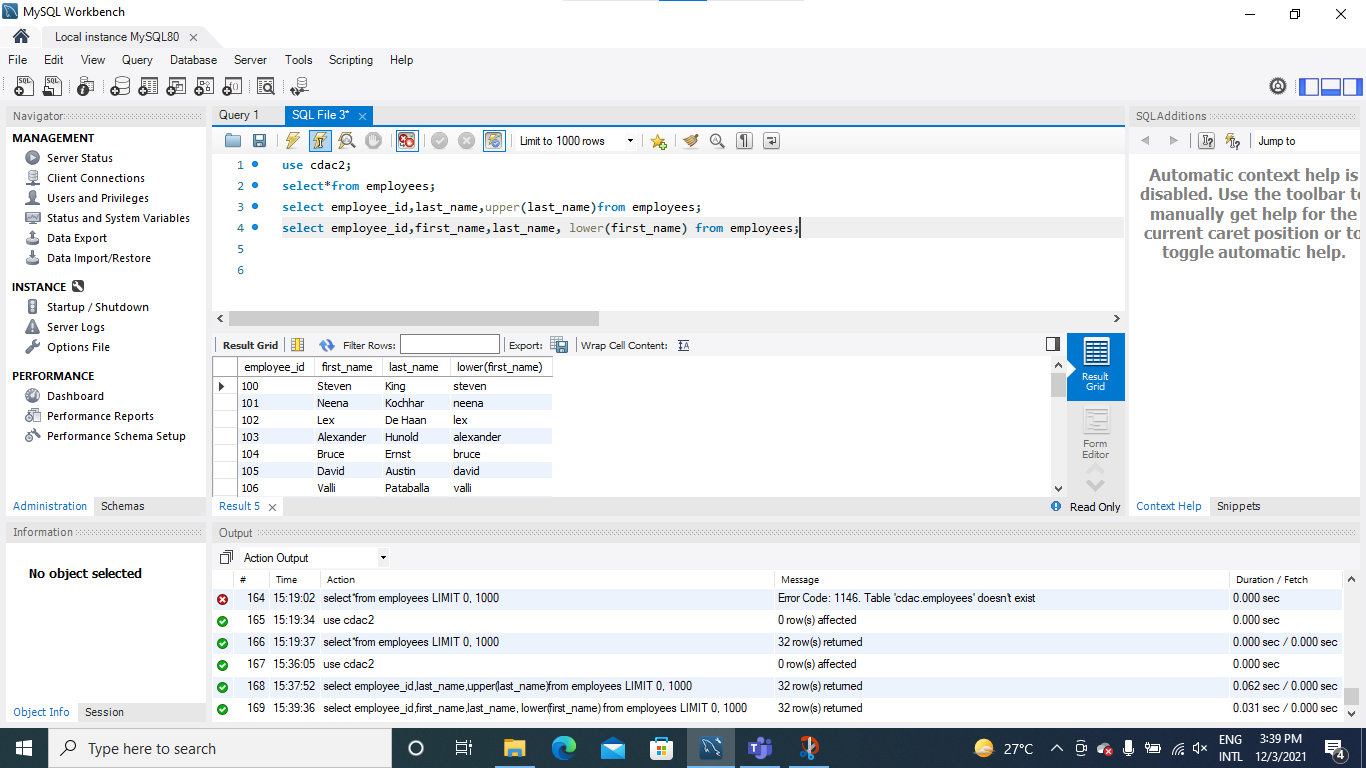 MySQL Workbench
Local instance MySQL80
File Edit View Query Database Server Tools Scripting Help
Navigator
MANAGEMENT
Server Status
Client Connections
Users and Privileges
Status and System Variables
Data Export
Data Import/Restore
INSTANCE
Startup / Shutdown
Server Logs
Options File
PERFORMANCE
Dashboard
Performance Reports
Performance Schema Setup
Administration Schemas
Information
No object selected
Object Info Session
Query 1 SQL File 3*
Limit to 1000 rows
1 use cdac2;
2 select*from employees;
3 select employee_id,last_name,upper(last_name)from employees;
4 select employee_id,first_name,last_name, lower(first_name) from employees;
5
6
Result Grid Filter Rows: Export: Wrap Cell Content:
employee_id first_name last_name lower(first_name)
100 Steven King steven
101 Neena Kochhar neena
102 Lex De Haan lex
103 Alexander Hunold alexander
104 Bruce Ernst bruce
105 David Austin david
106 Valli Pataballa valli
Result Grid
Form Editor
Result 5 Read Only
SQLAdditions
Jump to
Automatic context help is
disabled. Use the toolbar to
manually get help for the
current caret position or to
toggle automatic help.
Context Help Snippets
Output
Action Output
# Time Action Message Duration / Fetch
164 15:19:02 select*from employees LIMIT 0, 1000 Error Code: 1146. Table 'cdac.employees' doesn't exist 0.000 sec
165 15:19:34 use cdac2 0 row(s) affected 0.000 sec
166 15:19:37 select*from employees LIMIT 0, 1000 32 row(s) returned 0.000 sec / 0.000 sec
167 15:36:05 use cdac2 0 row(s) affected 0.000 sec
168 15:37:52 select employee_id,last_name,upper(last_name)from employees LIMIT 0, 1000 32 row(s) returned 0.062 sec / 0.000 sec
169 15:39:36 select employee_id,first_name,last_name, lower(first_name) from employees LIMIT 0, 1000 32 row(s) returned 0.031 sec / 0.000 sec
Type here to search
27°C
ENG
INTL
3:39 PM
12/3/2021
4